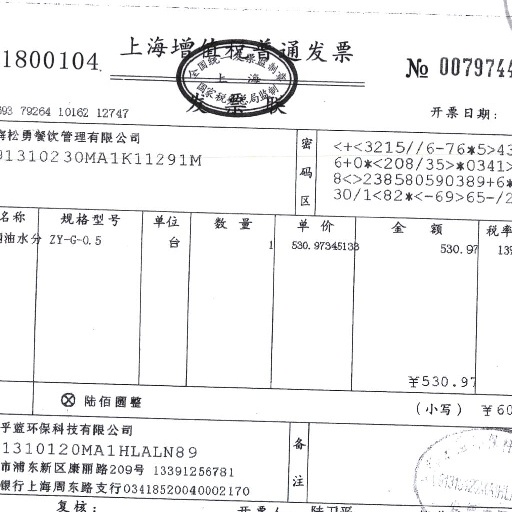 1800104.
上海增值税普通发票
全国统一发票监制章
上 海
国家税务总局监制
发 票 联
№ 0079744
393 79264 10162 12747
开票日期:
海松勇餐饮管理有限公司
91310230MA1K11291M
密码区
<+<3215//6-76*5>43
6+0*<208/35>*0341>
8<>238580590389+6*
30/1<82*<-69>65-/2
名称 规格型号 单位 数 量 单 价 金 额 税率
油水分 ZY-G-0.5 台 1 530.97345133 530.97 13%
¥530.97
ⓧ 陆佰圆整 (小写) ¥60
乎蓝环保科技有限公司
1310120MA1HLALN89
市浦东新区康丽路209号 13391256781
银行上海周东路支行03418520040002170
备注
复核: 开票人: